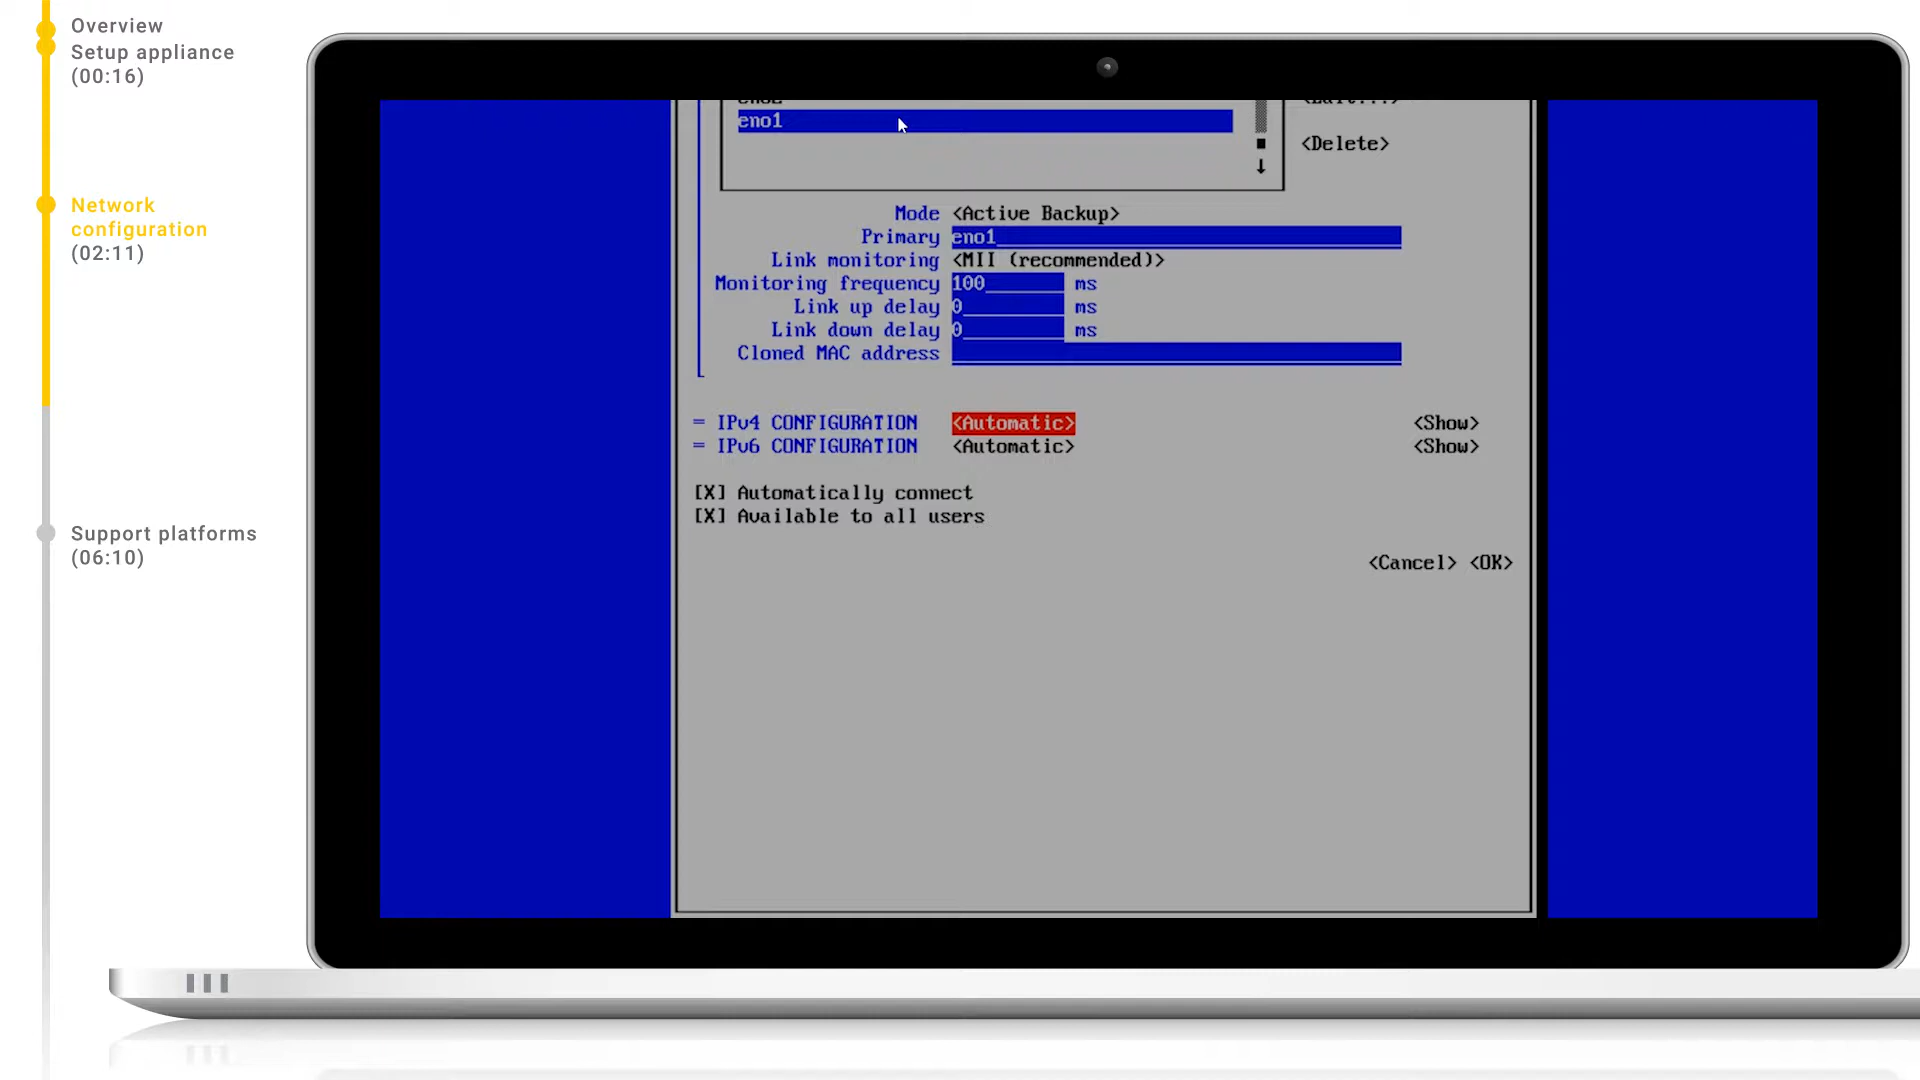 Overview
Setup appliance
(00:16)
Network
configuration
(02:11)
Support platforms
(06:10)
eno1
<Delete>
Mode <Active Backup>
Primary eno1
Link monitoring <MII (recommended)>
Monitoring frequency 100 ms
Link up delay 0 ms
Link down delay 0 ms
Cloned MAC address
= IPv4 CONFIGURATION <Automatic> <Show>
= IPv6 CONFIGURATION <Automatic> <Show>
[X] Automatically connect
[X] Available to all users
<Cancel> <OK>